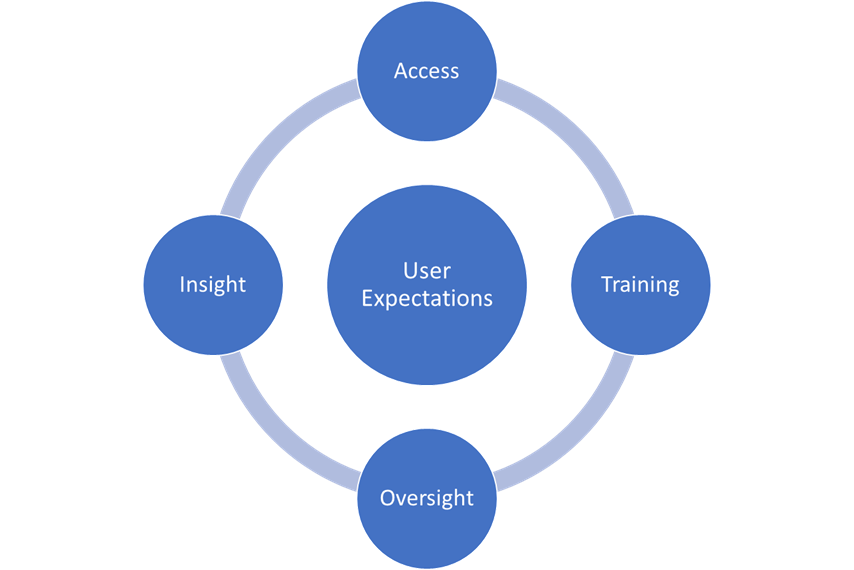 Access
Insight
User
Expectations
Training
Oversight